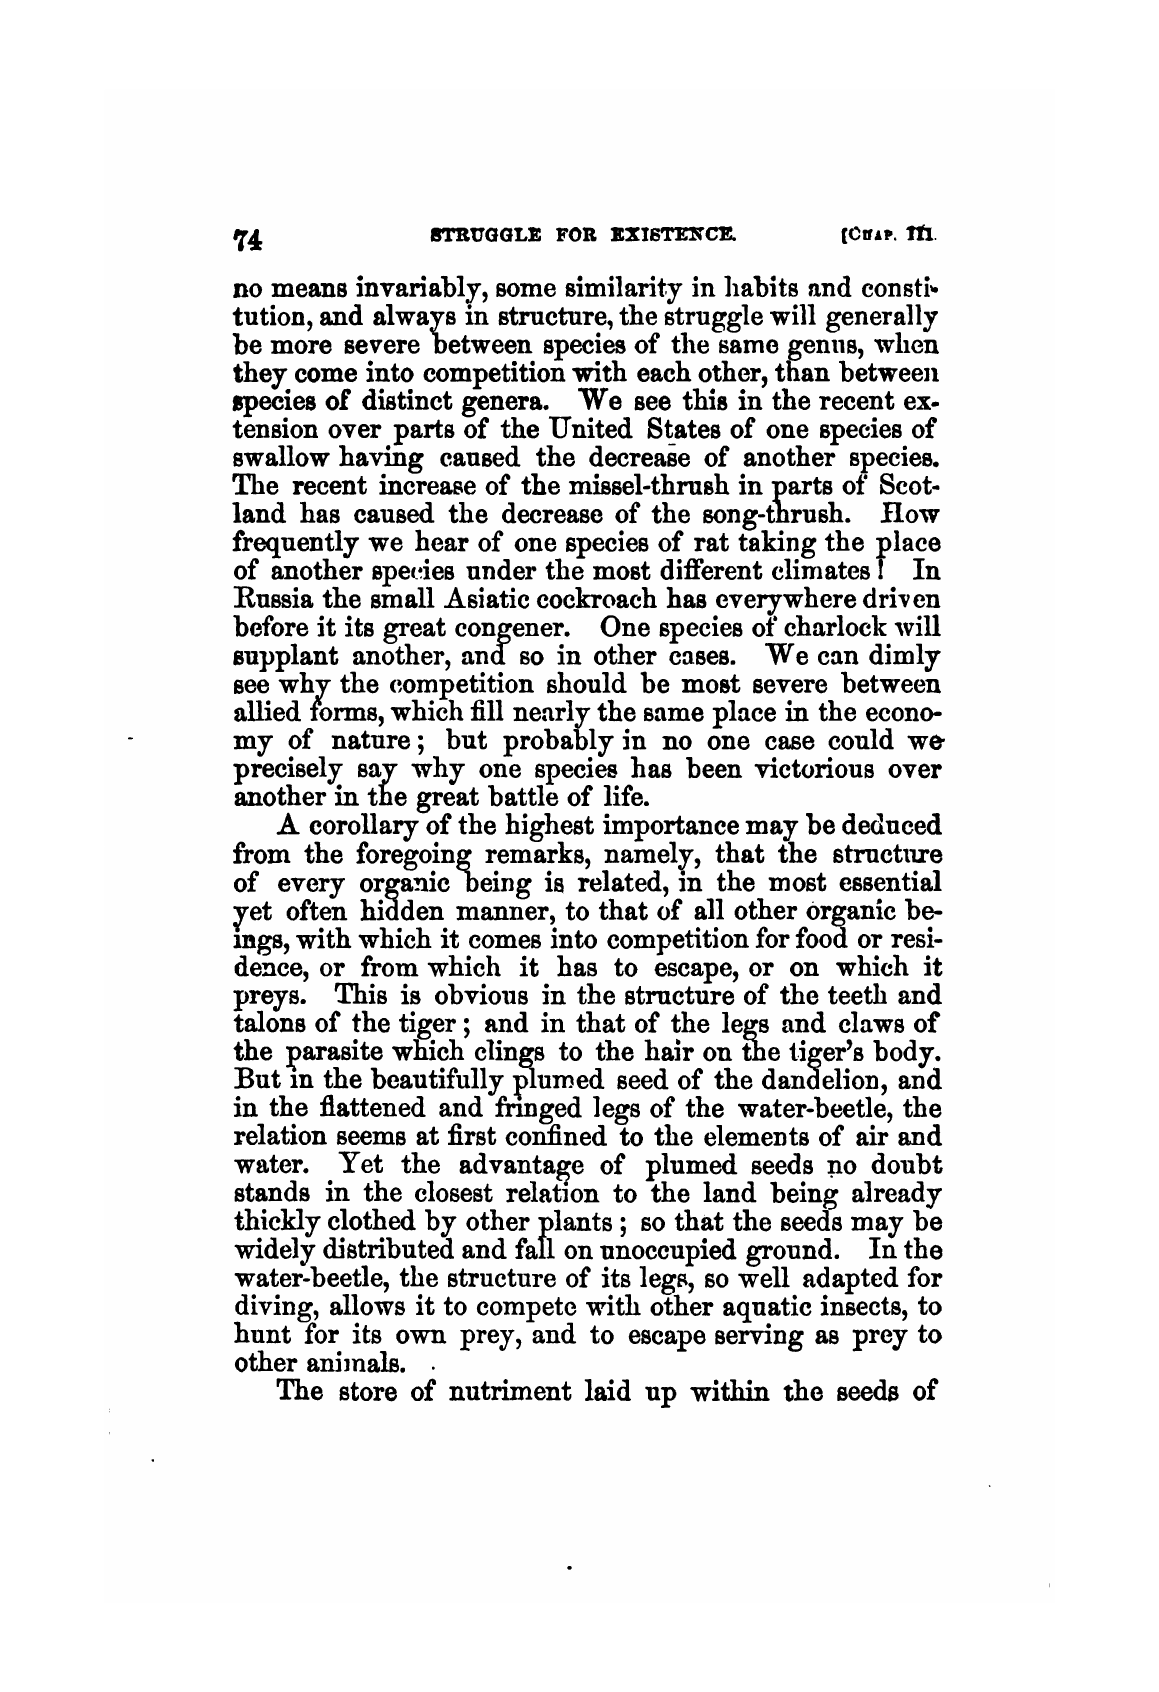 74 STRUGGLE FOR EXISTENCE. [CHAP. III.
no means invariably, some similarity in habits and consti-
tution, and always in structure, the struggle will generally
be more severe between species of the same genus, when
they come into competition with each other, than between
species of distinct genera. We see this in the recent ex-
tension over parts of the United States of one species of
swallow having caused the decrease of another species.
The recent increase of the missel-thrush in parts of Scot-
land has caused the decrease of the song-thrush. How
frequently we hear of one species of rat taking the place
of another species under the most different climates! In
Russia the small Asiatic cockroach has everywhere driven
before it its great congener. One species of charlock will
supplant another, and so in other cases. We can dimly
see why the competition should be most severe between
allied forms, which fill nearly the same place in the econo-
my of nature; but probably in no one case could we
precisely say why one species has been victorious over
another in the great battle of life.
A corollary of the highest importance may be deduced
from the foregoing remarks, namely, that the structure
of every organic being is related, in the most essential
yet often hidden manner, to that of all other organic be-
ings, with which it comes into competition for food or resi-
dence, or from which it has to escape, or on which it
preys. This is obvious in the structure of the teeth and
talons of the tiger; and in that of the legs and claws of
the parasite which clings to the hair on the tiger's body.
But in the beautifully plumed seed of the dandelion, and
in the flattened and fringed legs of the water-beetle, the
relation seems at first confined to the elements of air and
water. Yet the advantage of plumed seeds no doubt
stands in the closest relation to the land being already
thickly clothed by other plants; so that the seeds may be
widely distributed and fall on unoccupied ground. In the
water-beetle, the structure of its legs, so well adapted for
diving, allows it to compete with other aquatic insects, to
hunt for its own prey, and to escape serving as prey to
other animals.
The store of nutriment laid up within the seeds of